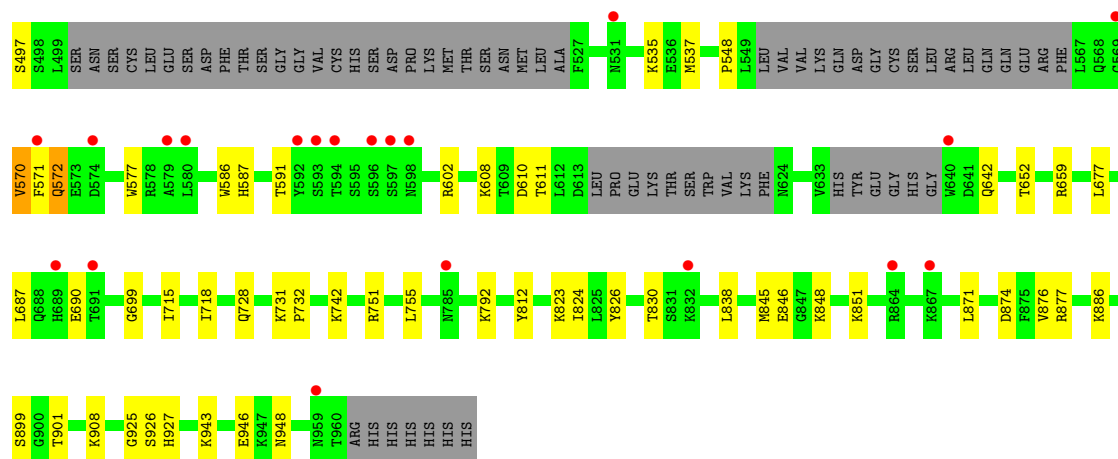 S497 S498 L499 SER ASN SER CYS LEU GLU SER ASP PHE THR SER GLY GLY VAL CYS HIS SER ASP PRO LYS MET THR SER ASN MET LEU ALA F527 N531 K535 E536 M537 P548 L549 LEU VAL VAL LYS GLN ASP GLY CYS SER LEU ARG LEU GLN GLN GLU ARG PHE L567 Q568 G569
V570 F571 Q572 E573 D574 W577 R578 A579 L580 W586 H587 T591 Y592 S593 T594 S595 S596 S597 N598 R602 K608 T609 D610 T611 L612 D613 LEU PRO GLU LYS THR SER TRP VAL LYS PHE N624 V633 HIS TYR GLU GLY HIS GLY W640 D641 Q642 T652 R659 L677
L687 Q688 H689 E690 T691 G699 I715 I718 Q728 K731 P732 K742 R751 L755 N785 K792 Y812 K823 I824 L825 Y826 T830 S831 K832 L838 M845 E846 G847 K848 K851 R864 K867 L871 D874 F875 V876 R877 K886
S899 G900 T901 K908 G925 S926 H927 K943 E946 K947 N948 N959 T960 ARG HIS HIS HIS HIS HIS HIS